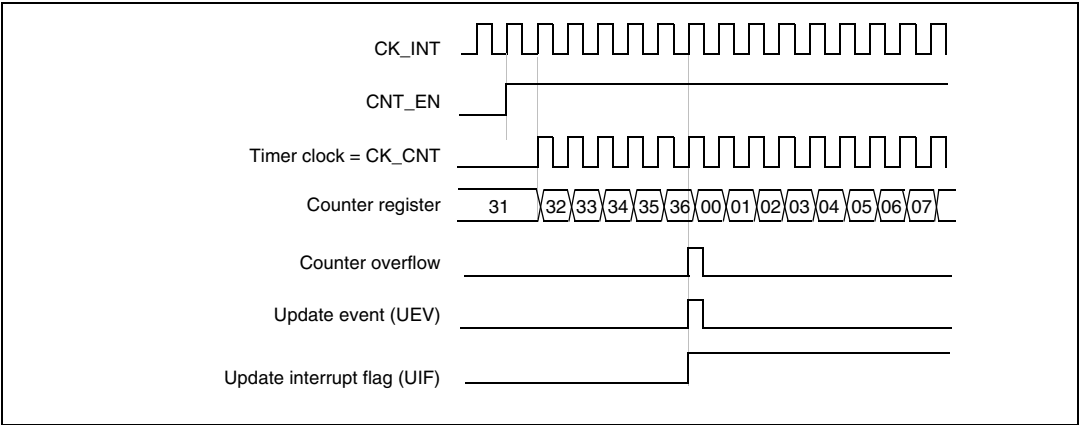 CK_INT
CNT_EN
Timer clock = CK_CNT
Counter register 31 32 33 34 35 36 00 01 02 03 04 05 06 07
Counter overflow
Update event (UEV)
Update interrupt flag (UIF)